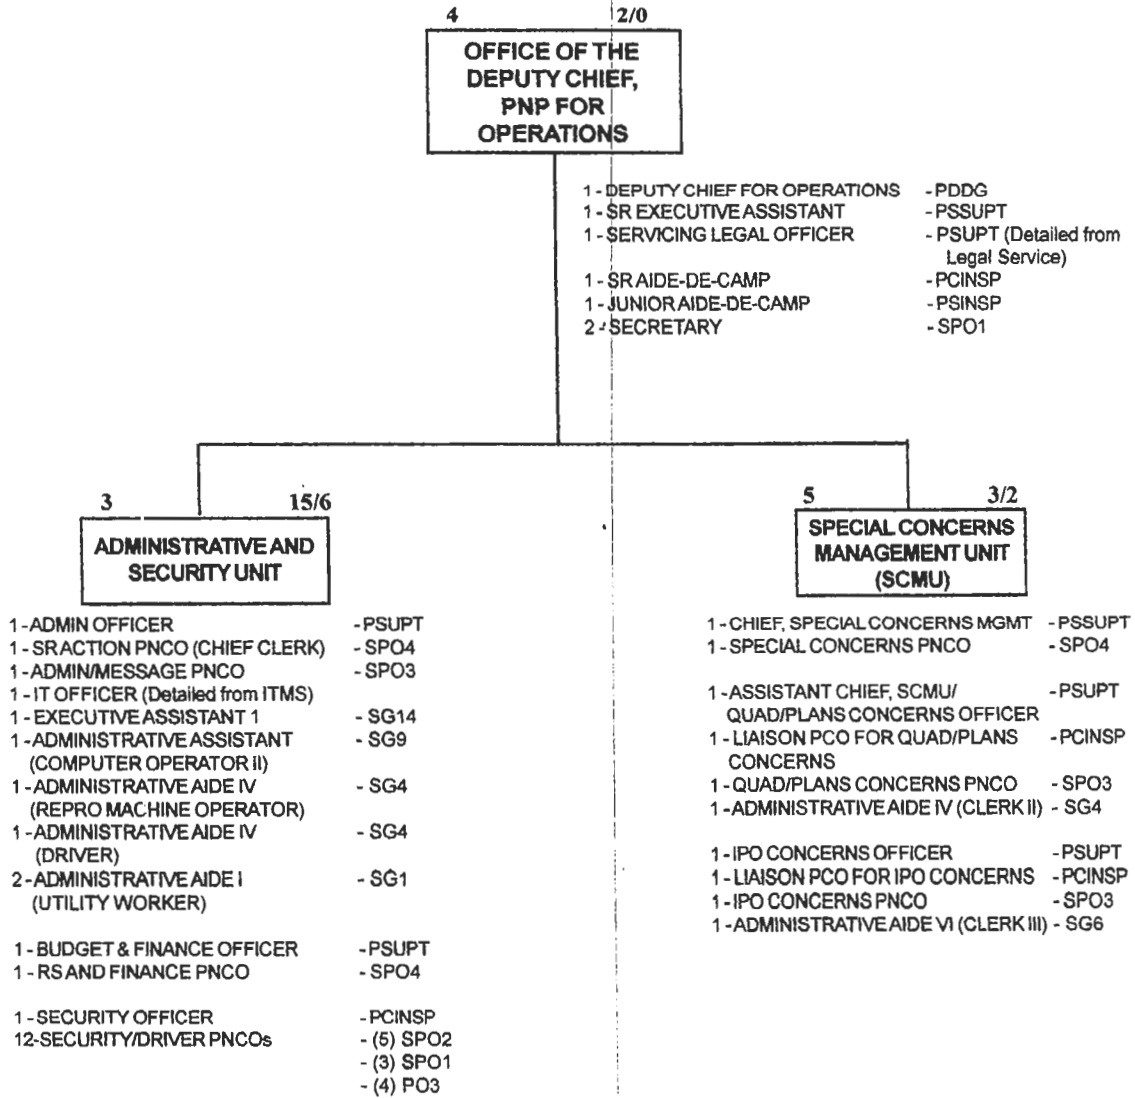 4 2/0
OFFICE OF THE
DEPUTY CHIEF,
PNP FOR
OPERATIONS
1 - DEPUTY CHIEF FOR OPERATIONS - PDDG
1 - SR EXECUTIVE ASSISTANT - PSSUPT
1 - SERVICING LEGAL OFFICER - PSUPT (Detailed from
Legal Service)
1 - SR AIDE-DE-CAMP - PCINSP
1 - JUNIOR AIDE-DE-CAMP - PSINSP
2 - SECRETARY - SPO1
3 15/6
ADMINISTRATIVE AND
SECURITY UNIT
1 - ADMIN OFFICER - PSUPT
1 - SR ACTION PNCO (CHIEF CLERK) - SPO4
1 - ADMIN/MESSAGE PNCO - SPO3
1 - IT OFFICER (Detailed from ITMS)
1 - EXECUTIVE ASSISTANT 1 - SG14
1 - ADMINISTRATIVE ASSISTANT - SG9
(COMPUTER OPERATOR II)
1 - ADMINISTRATIVE AIDE IV - SG4
(REPRO MACHINE OPERATOR)
1 - ADMINISTRATIVE AIDE IV - SG4
(DRIVER)
2 - ADMINISTRATIVE AIDE I - SG1
(UTILITY WORKER)
1 - BUDGET & FINANCE OFFICER - PSUPT
1 - RS AND FINANCE PNCO - SPO4
1 - SECURITY OFFICER - PCINSP
12-SECURITY/DRIVER PNCOs - (5) SPO2
- (3) SPO1
- (4) PO3
5 3/2
SPECIAL CONCERNS
MANAGEMENT UNIT
(SCMU)
1 - CHIEF, SPECIAL CONCERNS MGMT - PSSUPT
1 - SPECIAL CONCERNS PNCO - SPO4
1 - ASSISTANT CHIEF, SCMU/ - PSUPT
QUAD/PLANS CONCERNS OFFICER
1 - LIAISON PCO FOR QUAD/PLANS - PCINSP
CONCERNS
1 - QUAD/PLANS CONCERNS PNCO - SPO3
1 - ADMINISTRATIVE AIDE IV (CLERK II) - SG4
1 - IPO CONCERNS OFFICER - PSUPT
1 - LIAISON PCO FOR IPO CONCERNS - PCINSP
1 - IPO CONCERNS PNCO - SPO3
1 - ADMINISTRATIVE AIDE VI (CLERK III) - SG6